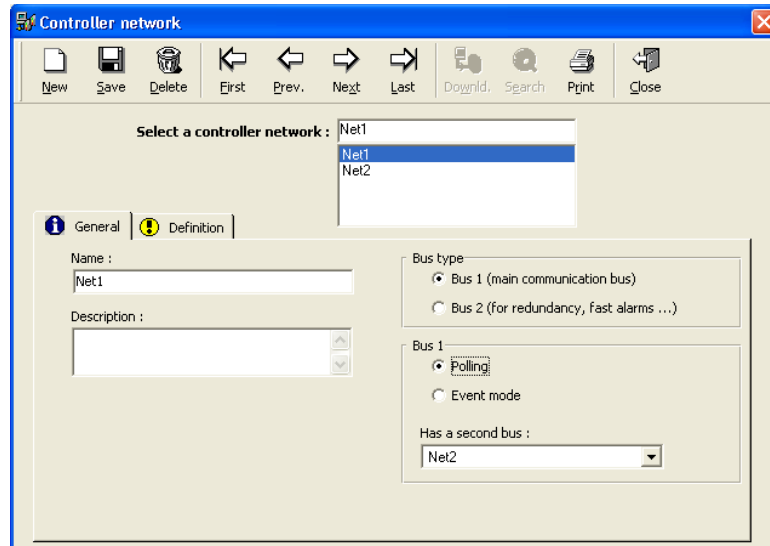 Controller network
New Save Delete First Prev. Next Last Downld. Search Print Close
Select a controller network : Net1
Net1
Net2
General Definition
Name :
Net1
Description :
Bus type
Bus 1 (main communication bus)
Bus 2 (for redundancy, fast alarms ...)
Bus 1
Polling
Event mode
Has a second bus :
Net2